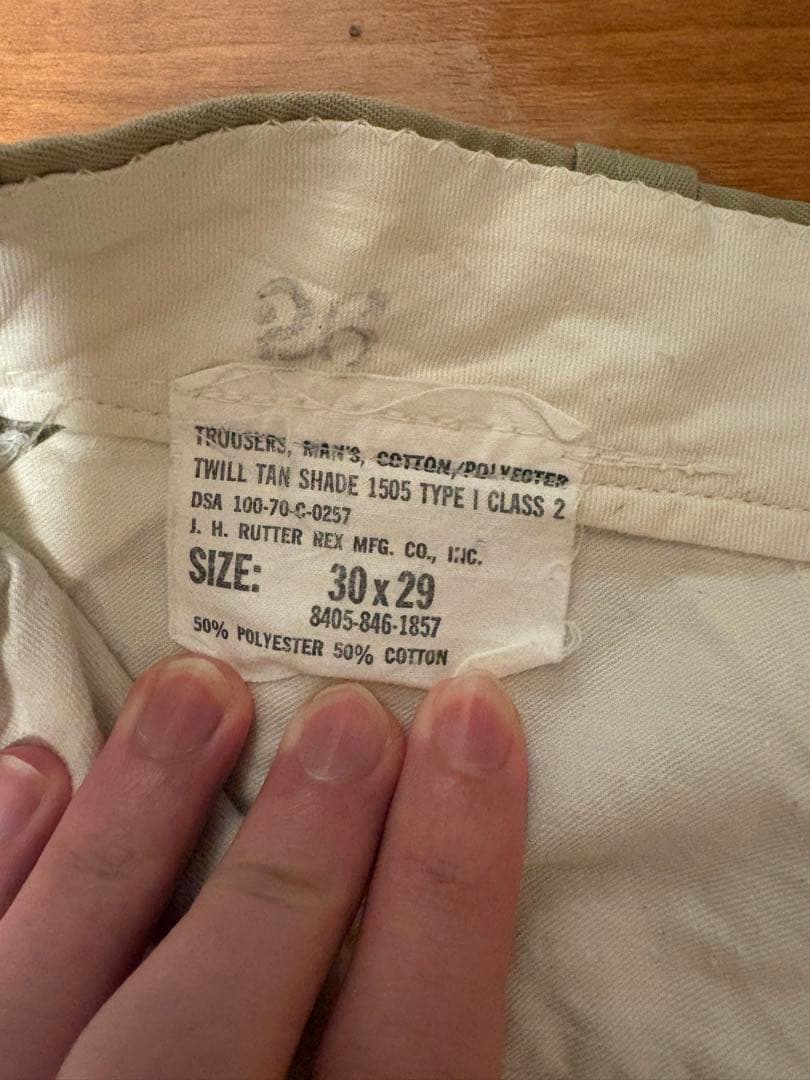 28
TROUSERS, MAN'S, COTTON/POLYESTER
TWILL TAN SHADE 1505 TYPE I CLASS 2
DSA 100-70-C-0257
J. H. RUTTER REX MFG. CO., INC.
SIZE: 30 x 29
8405-846-1857
50% POLYESTER 50% COTTON